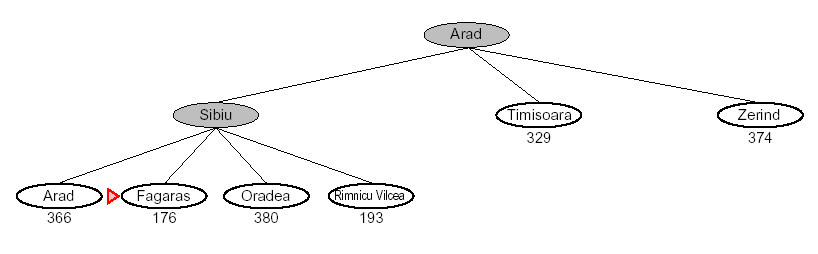 Arad
Sibiu
Timisoara
Zerind
329
374
Arad
Fagaras
Oradea
Rimnicu Vilcea
366
176
380
193